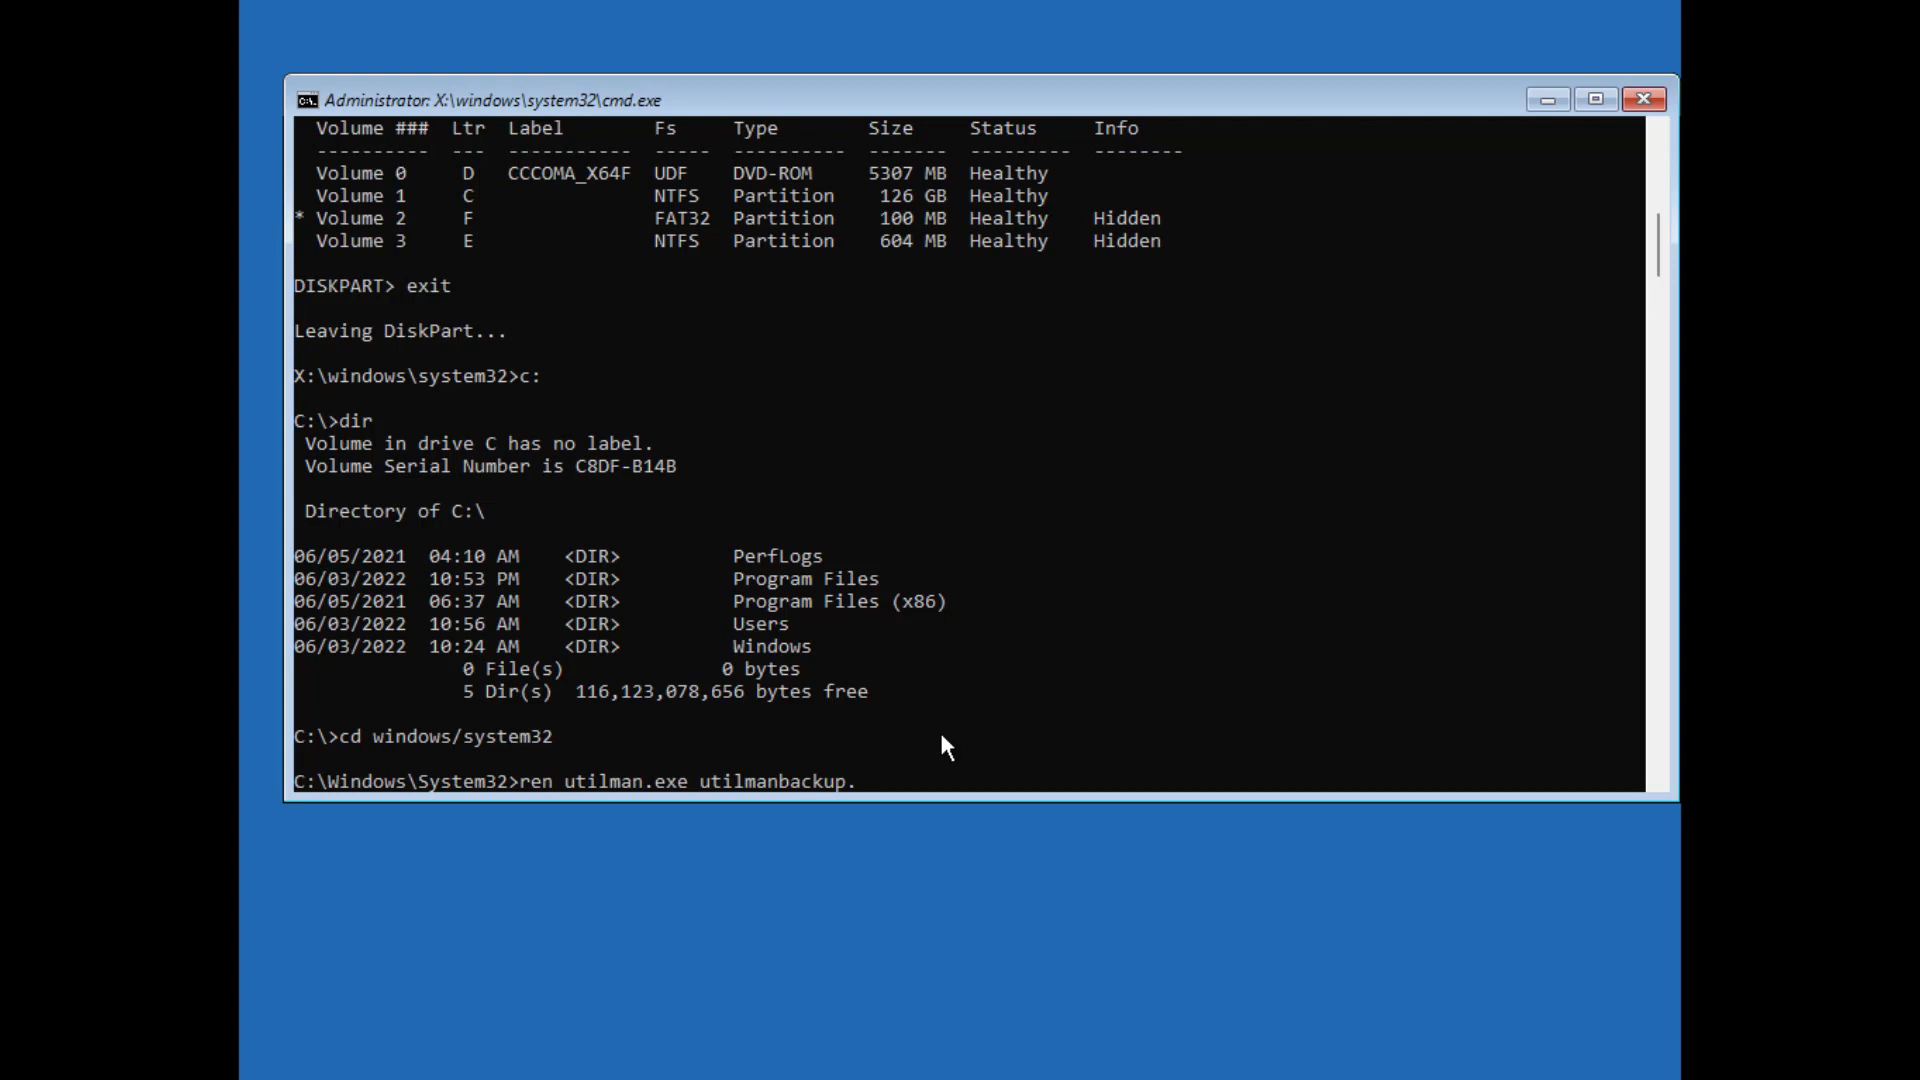 Administrator: X:\windows\system32\cmd.exe
Volume ### Ltr Label Fs Type Size Status Info
---------- --- ----------- ----- ---------- ------- --------- --------
Volume 0 D CCCOMA_X64F UDF DVD-ROM 5307 MB Healthy
Volume 1 C NTFS Partition 126 GB Healthy
* Volume 2 F FAT32 Partition 100 MB Healthy Hidden
Volume 3 E NTFS Partition 604 MB Healthy Hidden
DISKPART> exit
Leaving DiskPart...
X:\windows\system32>c:
C:\>dir
Volume in drive C has no label.
Volume Serial Number is C8DF-B14B
Directory of C:\
06/05/2021 04:10 AM <DIR> PerfLogs
06/03/2022 10:53 PM <DIR> Program Files
06/05/2021 06:37 AM <DIR> Program Files (x86)
06/03/2022 10:56 AM <DIR> Users
06/03/2022 10:24 AM <DIR> Windows
0 File(s) 0 bytes
5 Dir(s) 116,123,078,656 bytes free
C:\>cd windows/system32
C:\Windows\System32>ren utilman.exe utilmanbackup.